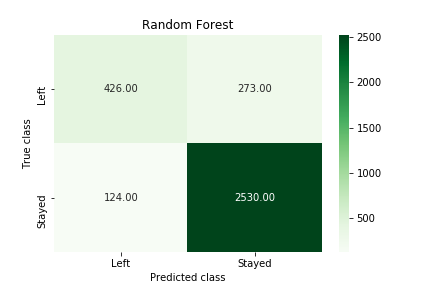 Random Forest
2500
2000
1500
1000
500
Left
426.00
273.00
True class
Stayed
124.00
2530.00
Left
Stayed
Predicted class